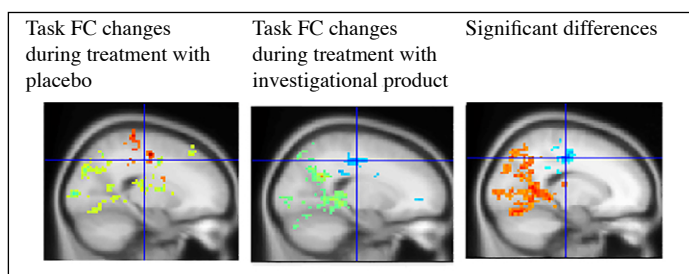 Task FC changes
during treatment with
placebo
Task FC changes
during treatment with
investigational product
Significant differences